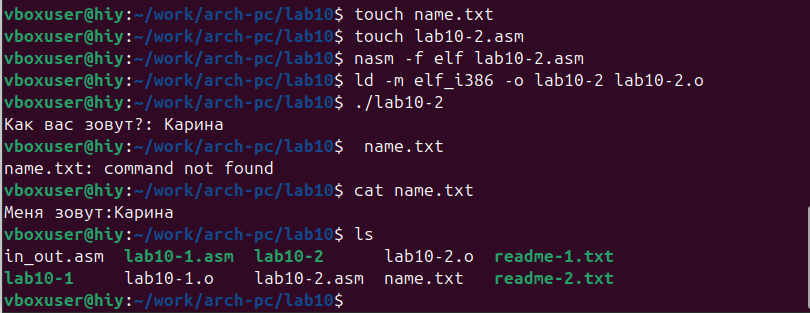 vboxuser@hiy:~/work/arch-pc/lab10$ touch name.txt
vboxuser@hiy:~/work/arch-pc/lab10$ touch lab10-2.asm
vboxuser@hiy:~/work/arch-pc/lab10$ nasm -f elf lab10-2.asm
vboxuser@hiy:~/work/arch-pc/lab10$ ld -m elf_i386 -o lab10-2 lab10-2.o
vboxuser@hiy:~/work/arch-pc/lab10$ ./lab10-2
Как вас зовут?: Карина
vboxuser@hiy:~/work/arch-pc/lab10$  name.txt
name.txt: command not found
vboxuser@hiy:~/work/arch-pc/lab10$ cat name.txt
Меня зовут:Карина
vboxuser@hiy:~/work/arch-pc/lab10$ ls
in_out.asm  lab10-1.asm  lab10-2      lab10-2.o  readme-1.txt
lab10-1     lab10-1.o    lab10-2.asm  name.txt   readme-2.txt
vboxuser@hiy:~/work/arch-pc/lab10$